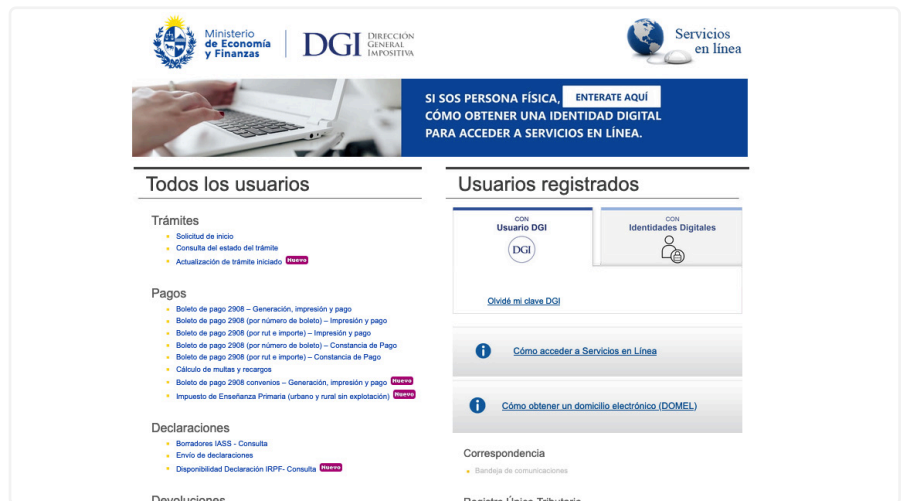 Ministerio
de Economía
y Finanzas
DGI
DIRECCIÓN
GENERAL
IMPOSITIVA
Servicios
en línea
SI SOS PERSONA FÍSICA, ENTERATE AQUÍ
CÓMO OBTENER UNA IDENTIDAD DIGITAL
PARA ACCEDER A SERVICIOS EN LÍNEA.
Todos los usuarios
Trámites
Solicitud de inicio
Consulta del estado del trámite
Actualización de trámite iniciado Nuevo
Pagos
Boleto de pago 2908 – Generación, impresión y pago
Boleto de pago 2908 (por número de boleto) – Impresión y pago
Boleto de pago 2908 (por rut e importe) – Impresión y pago
Boleto de pago 2908 (por número de boleto) – Constancia de Pago
Boleto de pago 2908 (por rut e importe) – Constancia de Pago
Cálculo de multas y recargos
Boleto de pago 2908 convenios – Generación, impresión y pago Nuevo
Impuesto de Enseñanza Primaria (urbano y rural sin explotación) Nuevo
Declaraciones
Borradores IASS - Consulta
Envío de declaraciones
Disponibilidad Declaración IRPF- Consulta Nuevo
Devoluciones
Usuarios registrados
CON
Usuario DGI
DGI
CON
Identidades Digitales
Olvidé mi clave DGI
Cómo acceder a Servicios en Línea
Cómo obtener un domicilio electrónico (DOMEL)
Correspondencia
Bandeja de comunicaciones
Registro Único Tributario